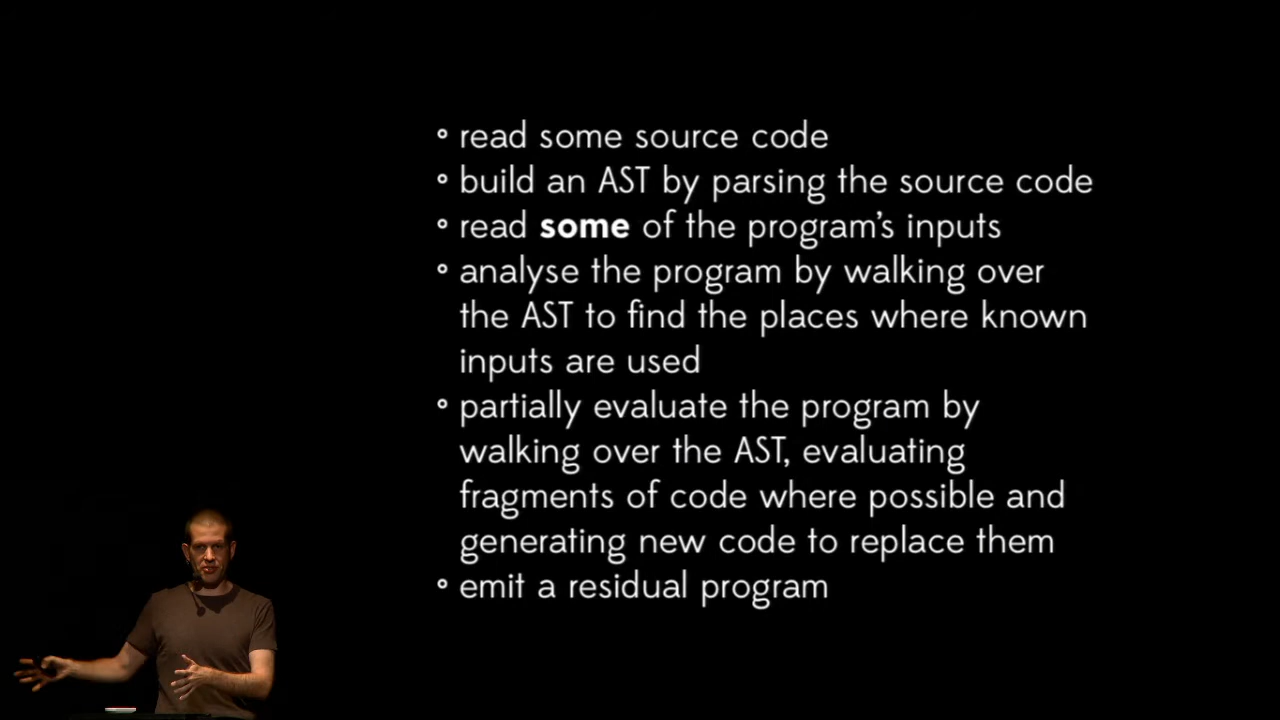 ◦ read some source code
◦ build an AST by parsing the source code
◦ read some of the program’s inputs
◦ analyse the program by walking over
the AST to find the places where known
inputs are used
◦ partially evaluate the program by
walking over the AST, evaluating
fragments of code where possible and
generating new code to replace them
◦ emit a residual program